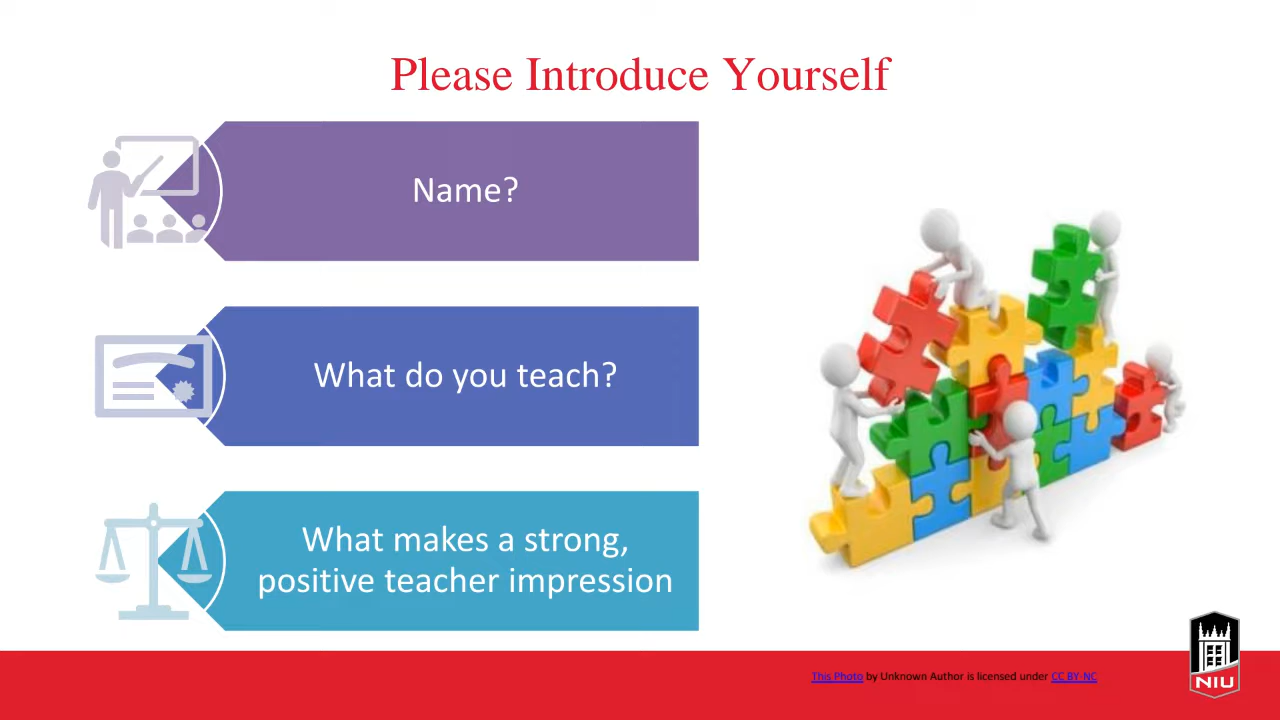 Please Introduce Yourself
Name?
What do you teach?
What makes a strong,
positive teacher impression
This Photo by Unknown Author is licensed under CC BY-NC
NIU